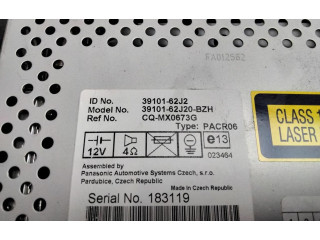 FA012582
ID No. 39101-62J2
Model No. 39101-62J20-BZH
Ref No. CQ-MX0673G
Type: PACR06
12V 4Ω e13
023464
Assembled by
Panasonic Automotive Systems Czech, s.r.o.
Pardubice, Czech Republic
Made in Czech Republic
Serial No. 183119
CLASS
LASER